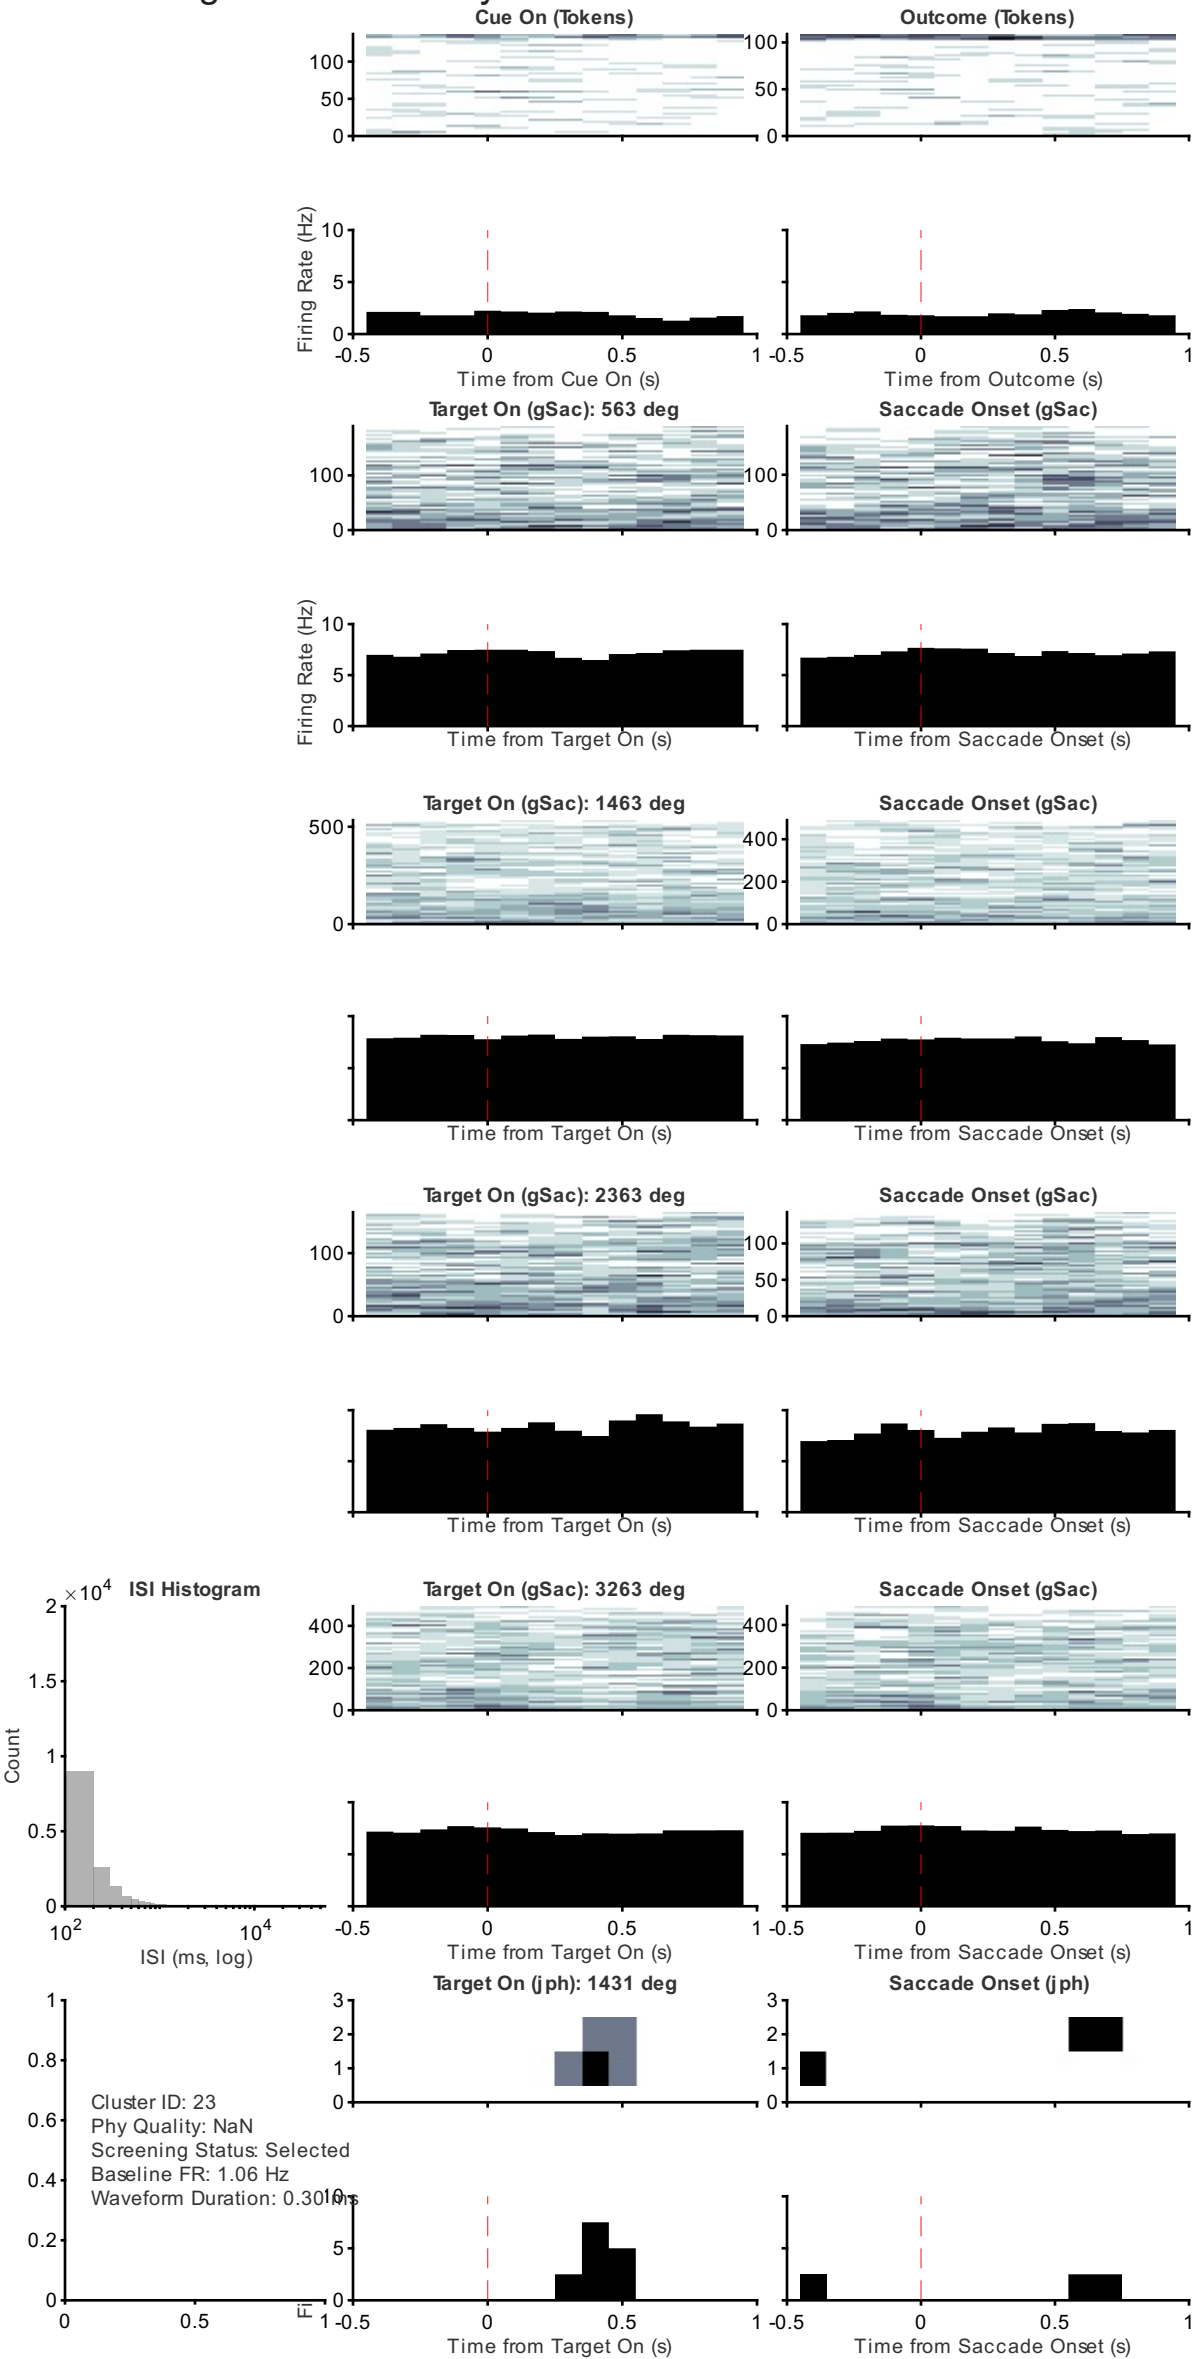 Cue On (Tokens)
Outcome (Tokens)
100
50
0
100
50
0
Firing Rate (Hz)
10
5
0
-0.5
0
0.5
1
-0.5
0
0.5
1
Time from Cue On (s)
Time from Outcome (s)
Target On (gSac): 563 deg
Saccade Onset (gSac)
100
0
100
0
Firing Rate (Hz)
10
5
0
Time from Target On (s)
Time from Saccade Onset (s)
Target On (gSac): 1463 deg
Saccade Onset (gSac)
500
0
400
200
0
Time from Target On (s)
Time from Saccade Onset (s)
Target On (gSac): 2363 deg
Saccade Onset (gSac)
100
0
100
50
0
Time from Target On (s)
Time from Saccade Onset (s)
×10^4
ISI Histogram
2
1.5
1
0.5
0
Count
10^2
10^4
ISI (ms, log)
Target On (gSac): 3263 deg
Saccade Onset (gSac)
400
200
0
400
200
0
-0.5
0
0.5
1
-0.5
0
0.5
1
Time from Target On (s)
Time from Saccade Onset (s)
1
0.8
0.6
0.4
0.2
0
0
0.5
1
Cluster ID: 23
Phy Quality: NaN
Screening Status: Selected
Baseline FR: 1.06 Hz
Waveform Duration: 0.30 ms
Target On (jph): 1431 deg
Saccade Onset (jph)
3
2
1
0
3
2
1
0
10
5
0
Fi
-0.5
0
0.5
1
-0.5
0
0.5
1
Time from Target On (s)
Time from Saccade Onset (s)